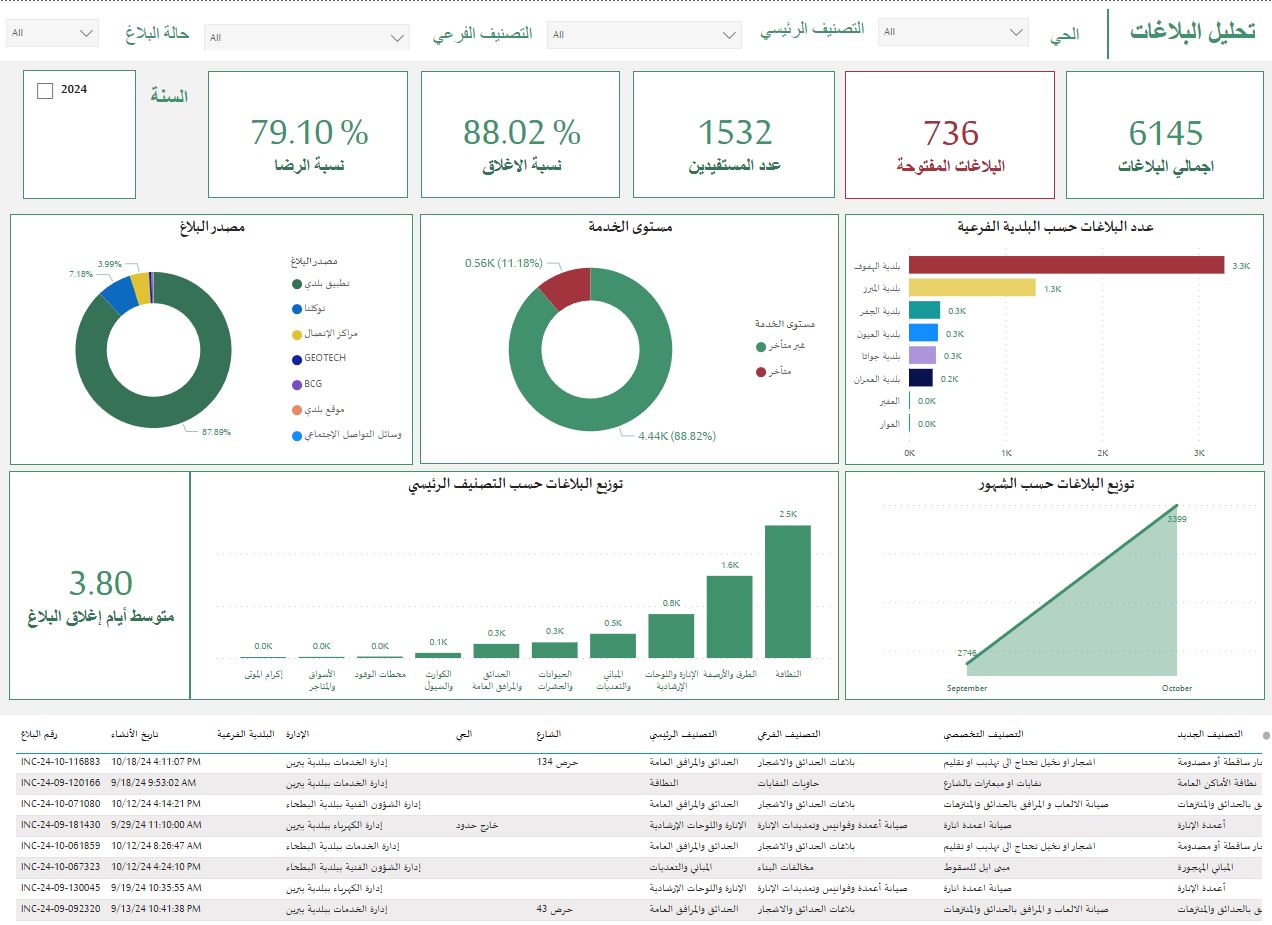 تحليل البلاغات
الحي
All
التصنيف الرئيسي
All
التصنيف الفرعي
All
حالة البلاغ
All
6145
اجمالي البلاغات
736
البلاغات المفتوحة
1532
عدد المستفيدين
88.02 %
نسبة الاغلاق
79.10 %
نسبة الرضا
السنة
2024
عدد البلاغات حسب البلدية الفرعية
بلدية الهفوف 3.3K
بلدية المبرز 1.3K
بلدية الجفر 0.3K
بلدية العيون 0.3K
بلدية جواثا 0.3K
بلدية العمران 0.2K
العقير 0.0K
الغوار 0.0K
0K 1K 2K 3K
مستوى الخدمة
0.56K (11.18%)
4.44K (88.82%)
مستوى الخدمة
غير متأخر
متأخر
مصدر البلاغ
3.99%
7.18%
87.89%
مصدر البلاغ
تطبيق بلدي
توكلنا
مراكز الإتصال
GEOTECH
BCG
موقع بلدي
وسائل التواصل الإجتماعي
توزيع البلاغات حسب الشهور
3399
2746
September October
توزيع البلاغات حسب التصنيف الرئيسي
2.5K
1.6K
0.8K
0.5K
0.3K
0.3K
0.1K
0.0K
0.0K
0.0K
النظافة
الطرق والأرصفة
الإنارة واللوحات
الإرشادية
المباني
والتعديات
الحيوانات
والحشرات
الحدائق
والمرافق العامة
الكوارث
والسيول
محطات الوقود
الأسواق
والمتاجر
إكرام الموتى
3.80
متوسط أيام إغلاق البلاغ
رقم البلاغ تاريخ الأنشاء البلدية الفرعية الإدارة الحي الشارع التصنيف الرئيسي التصنيف الفرعي التصنيف التخصصي التصنيف الجديد
INC-24-10-116883 10/18/24 4:11:07 PM إدارة الخدمات ببلدية يبرين حرض 134 الحدائق والمرافق العامة بلاغات الحدائق والاشجار اشجار او نخيل تحتاج الى تهذيب او تقليم ساقطة أو مصدومة
INC-24-09-120166 9/18/24 9:53:02 AM إدارة الخدمات ببلدية يبرين النظافة حاويات النفايات نفايات او مبعثرات بالشارع نظافة الأماكن العامة
INC-24-10-071080 10/12/24 4:14:21 PM إدارة الشؤون الفنية ببلدية البطحاء الحدائق والمرافق العامة بلاغات الحدائق والاشجار صيانة الالعاب و المرافق بالحدائق والمنتزهات بالحدائق والمنتزهات
INC-24-09-181430 9/29/24 11:10:00 AM إدارة الكهرباء ببلدية يبرين خارج حدود الإنارة واللوحات الإرشادية صيانة أعمدة وفوانيس وتمديدات الإنارة صيانة اعمدة انارة أعمدة الإنارة
INC-24-10-061859 10/12/24 8:26:47 AM إدارة الخدمات ببلدية البطحاء الحدائق والمرافق العامة بلاغات الحدائق والاشجار اشجار او نخيل تحتاج الى تهذيب او تقليم ساقطة أو مصدومة
INC-24-10-067323 10/12/24 4:24:10 PM إدارة الشؤون الفنية ببلدية البطحاء المباني والتعديات مخالفات البناء مبنى ايل للسقوط المباني المهجورة
INC-24-09-130045 9/19/24 10:35:55 AM إدارة الكهرباء ببلدية يبرين الإنارة واللوحات الإرشادية صيانة أعمدة وفوانيس وتمديدات الإنارة صيانة اعمدة انارة أعمدة الإنارة
INC-24-09-092320 9/13/24 10:41:38 PM إدارة الخدمات ببلدية يبرين حرض 43 الحدائق والمرافق العامة بلاغات الحدائق والاشجار صيانة الالعاب و المرافق بالحدائق والمنتزهات بالحدائق والمنتزهات